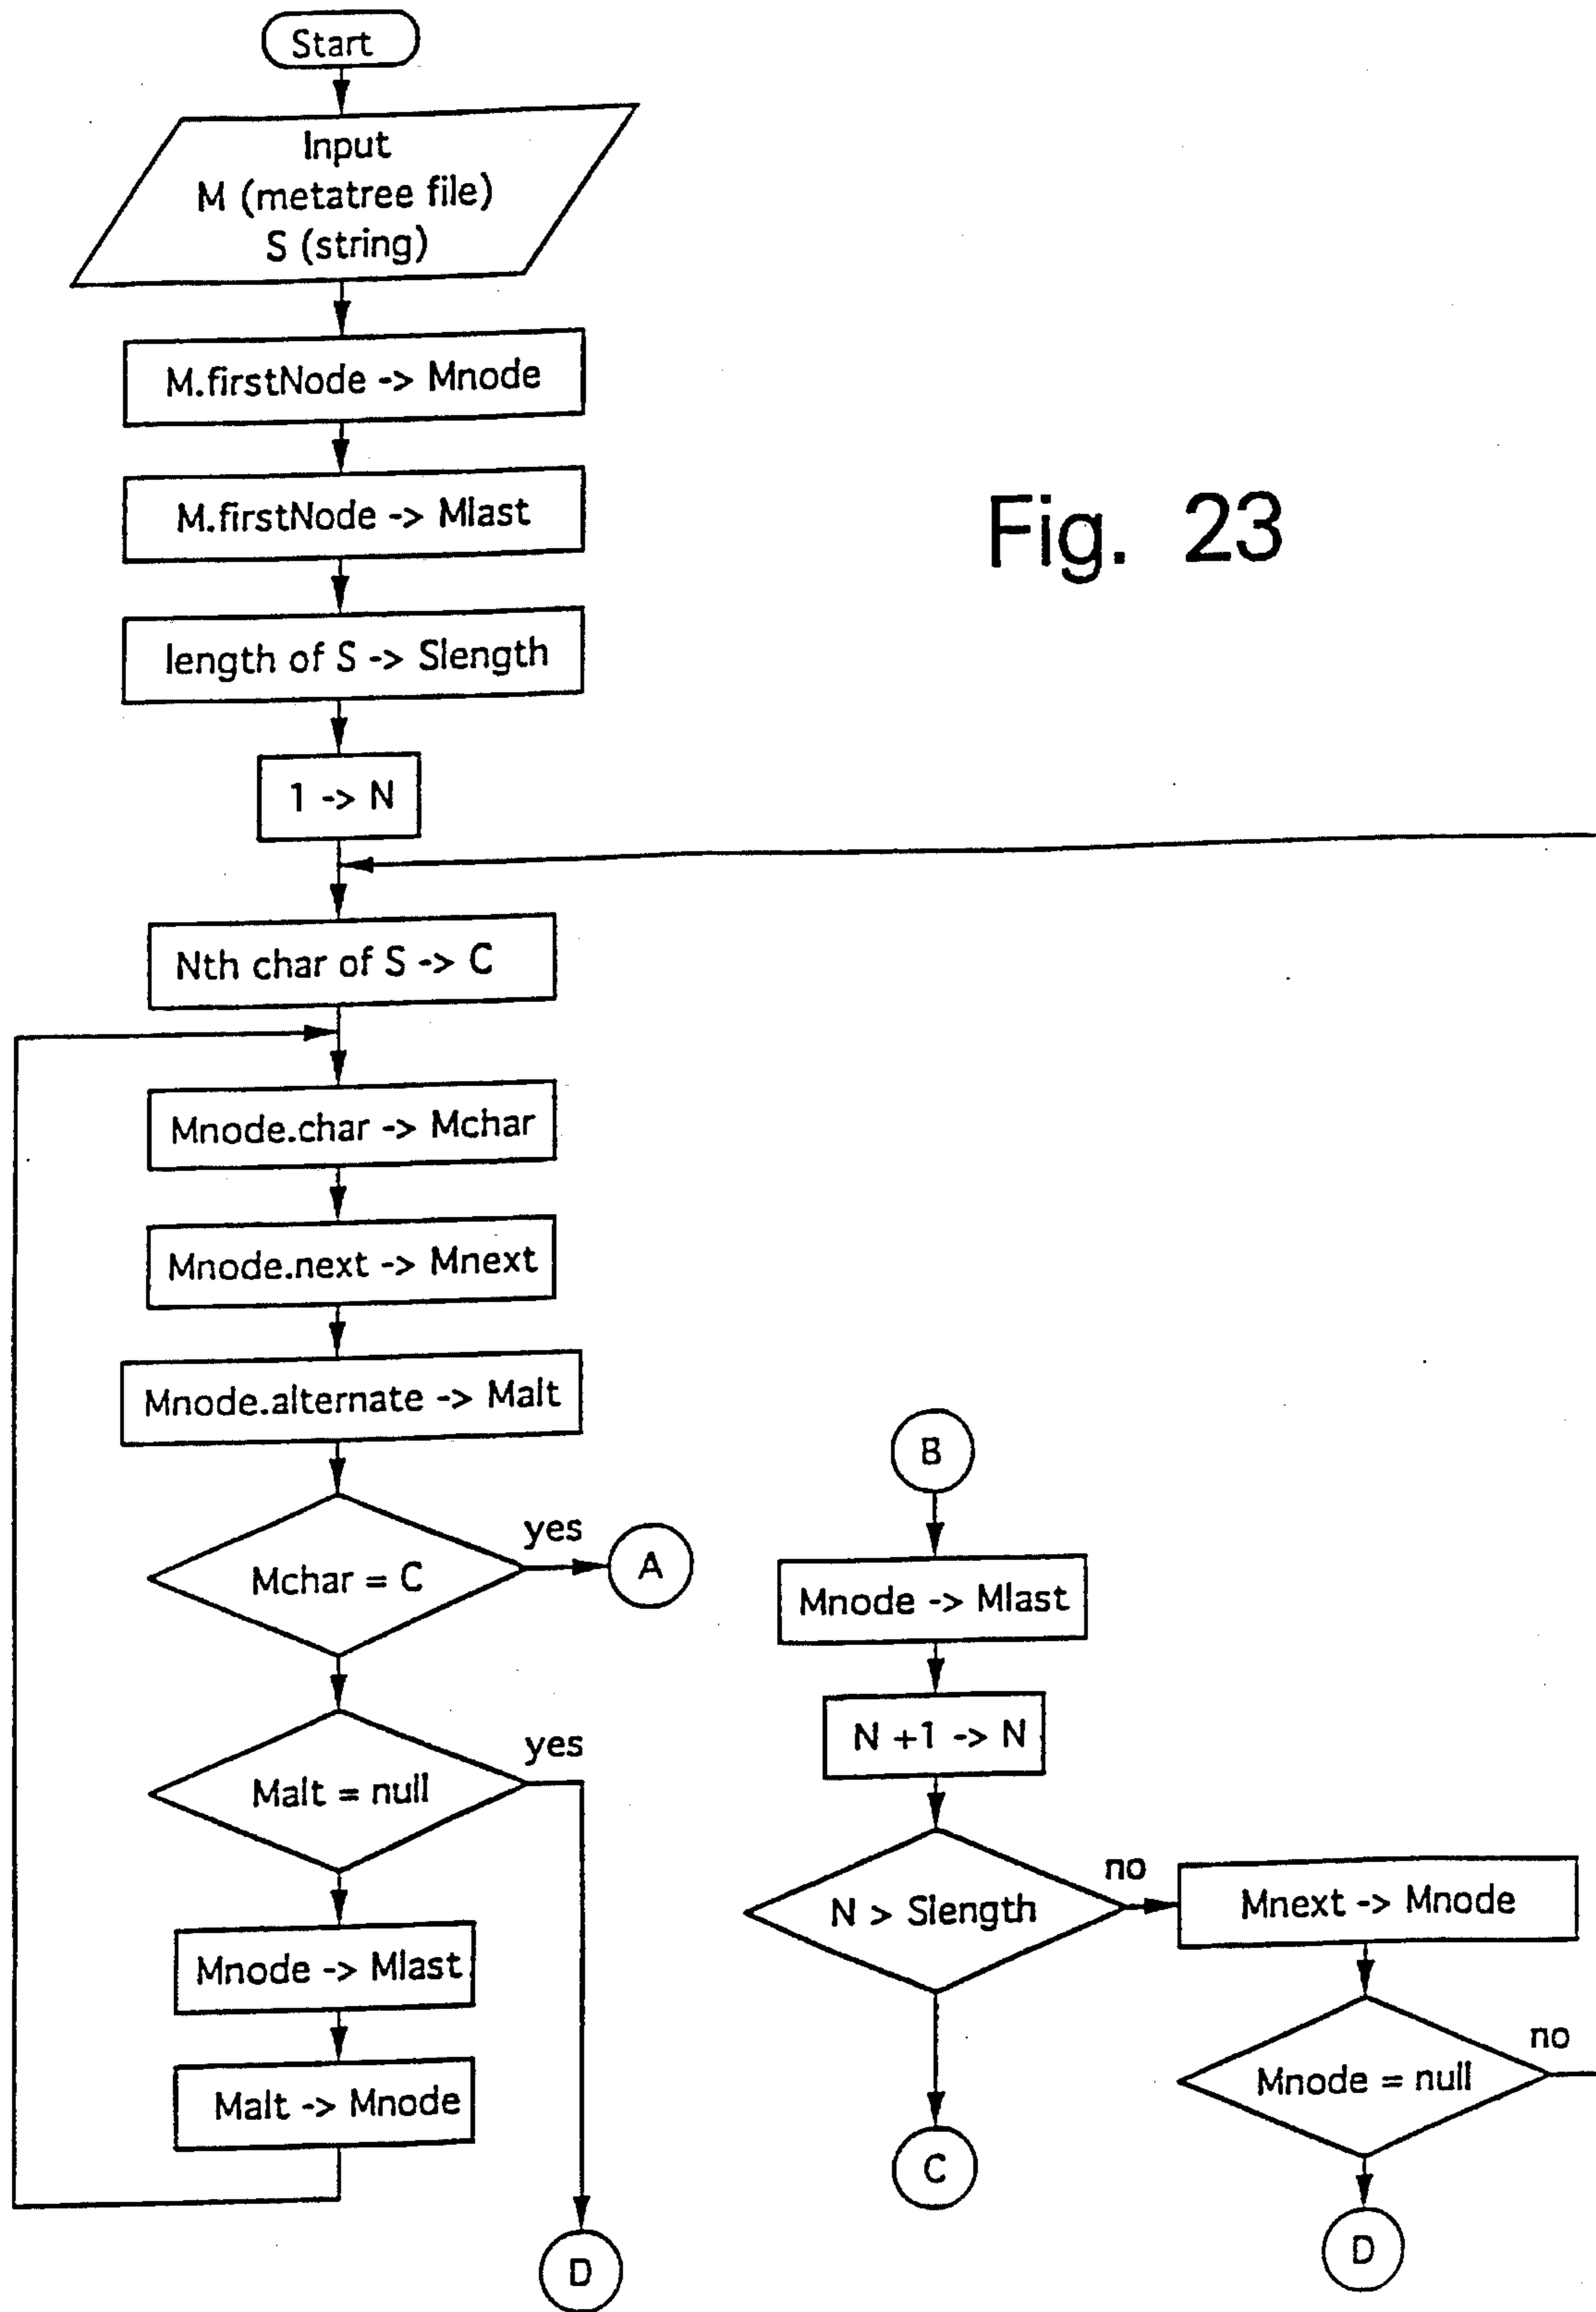 Start
Input
M (metatree file)
S (string)
M.firstNode -> Mnode
M.firstNode -> Mlast
Fig. 23
length of S -> Slength
1 -> N
Nth char of S -> C
Mnode.char -> Mchar
Mnode.next -> Mnext
Mnode.alternate -> Malt
Mchar = C
yes
A
Malt = null
yes
Mnode -> Mlast
Malt -> Mnode
D
B
Mnode -> Mlast
N +1 -> N
N > Slength
no
Mnext -> Mnode
Mnode = null
no
C
D